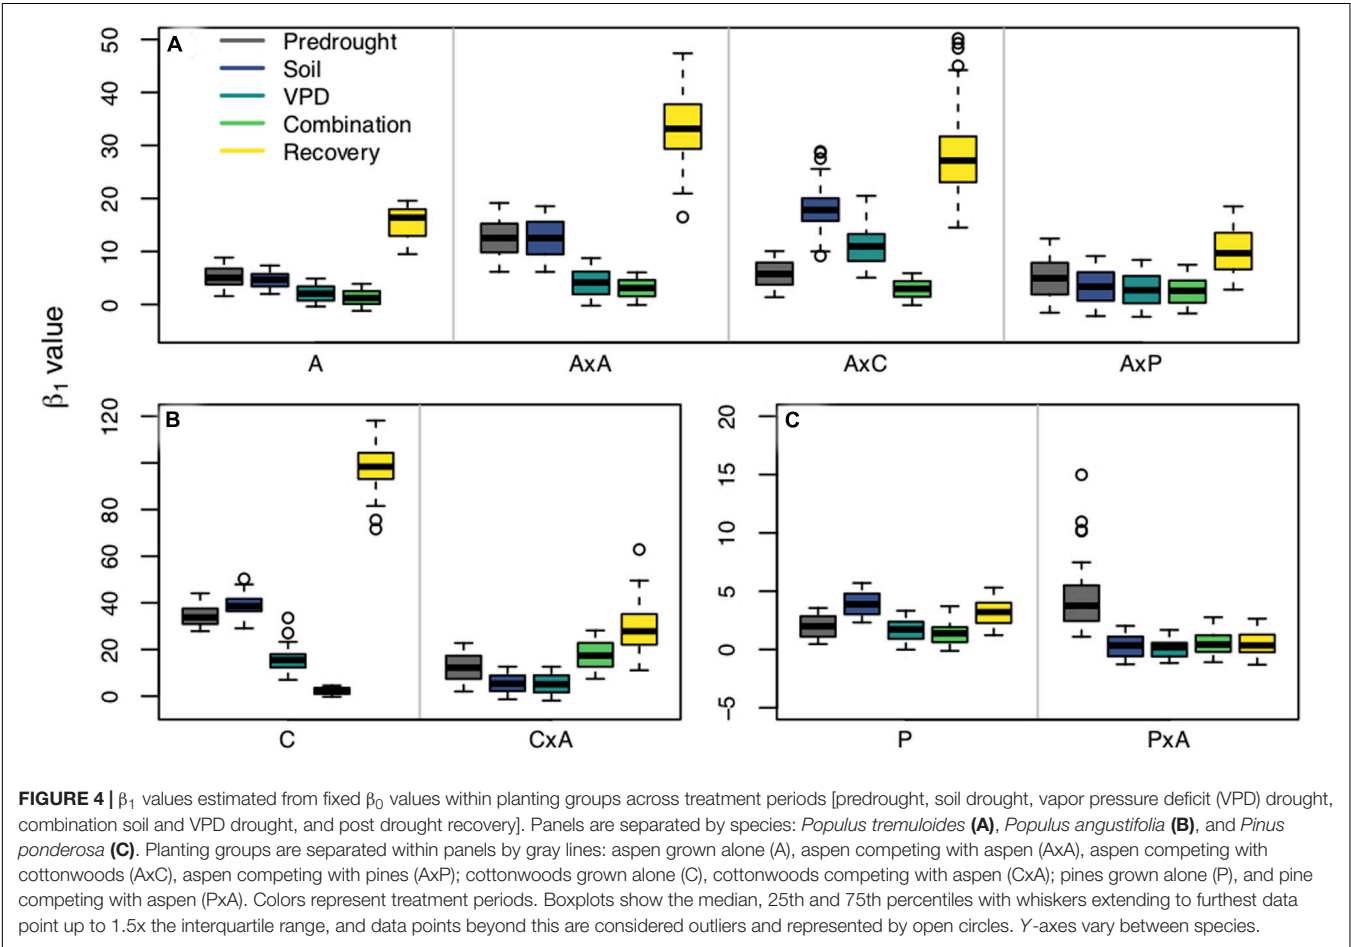 A
Predrought
Soil
VPD
Combination
Recovery
50
40
30
20
10
0
A
AxA
AxC
AxP
β1 value
B
120
80
60
40
20
0
C
CxA
C
20
15
10
5
0
−5
P
PxA
FIGURE 4 | β1 values estimated from fixed β0 values within planting groups across treatment periods [predrought, soil drought, vapor pressure deficit (VPD) drought,
combination soil and VPD drought, and post drought recovery]. Panels are separated by species: Populus tremuloides (A), Populus angustifolia (B), and Pinus
ponderosa (C). Planting groups are separated within panels by gray lines: aspen grown alone (A), aspen competing with aspen (AxA), aspen competing with
cottonwoods (AxC), aspen competing with pines (AxP); cottonwoods grown alone (C), cottonwoods competing with aspen (CxA); pines grown alone (P), and pine
competing with aspen (PxA). Colors represent treatment periods. Boxplots show the median, 25th and 75th percentiles with whiskers extending to furthest data
point up to 1.5x the interquartile range, and data points beyond this are considered outliers and represented by open circles. Y-axes vary between species.